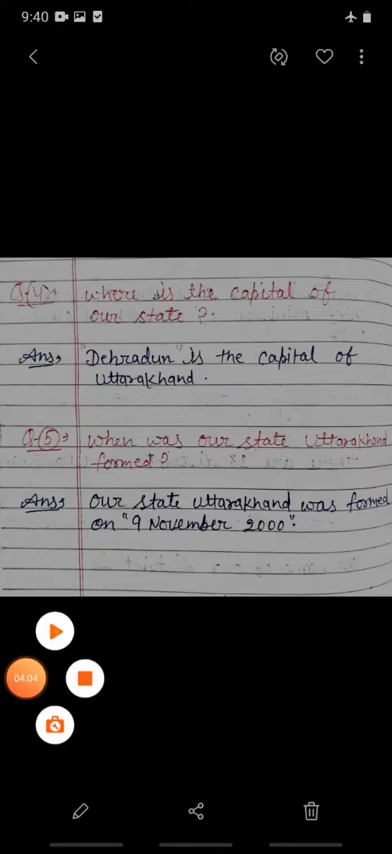 9:40
Q(4)→ where is the capital of
our state?
Ans, "Dehradun" is the capital of
Uttarakhand.
Q-(5)→ when was our state Uttarakhand
formed?
Ans, Our state Uttarakhand was formed
on "9 November 2000".
04:04